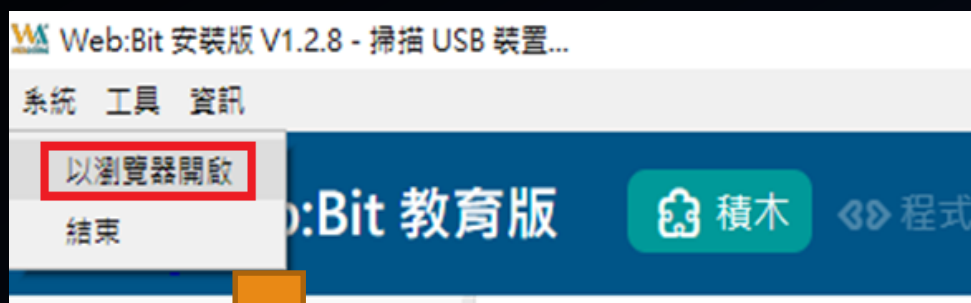 Web:Bit 安裝版 V1.2.8 - 掃描 USB 裝置...
系統 工具 資訊
以瀏覽器開啟
結束
:Bit 教育版 積木 程式